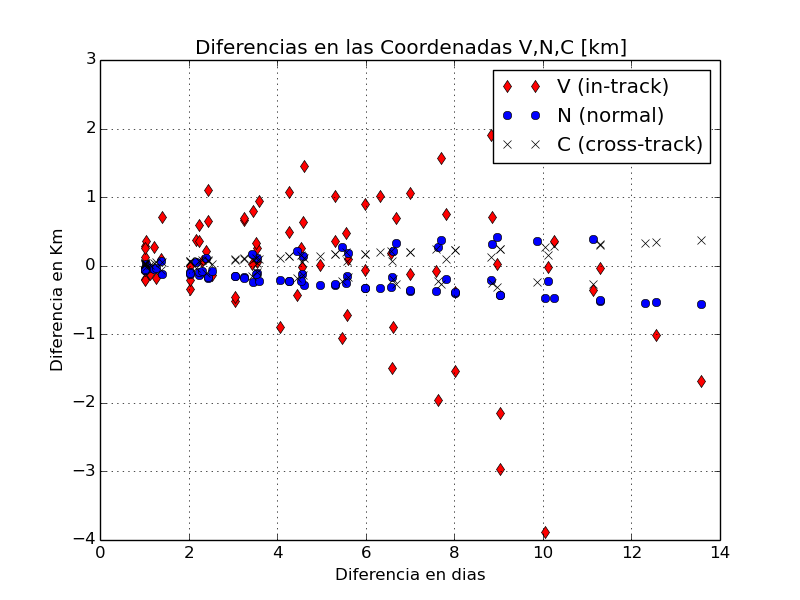 Diferencias en las Coordenadas V,N,C [km]
V (in-track)
N (normal)
C (cross-track)
3
2
1
0
−1
−2
−3
−4
Diferencia en Km
0 2 4 6 8 10 12 14
Diferencia en dias